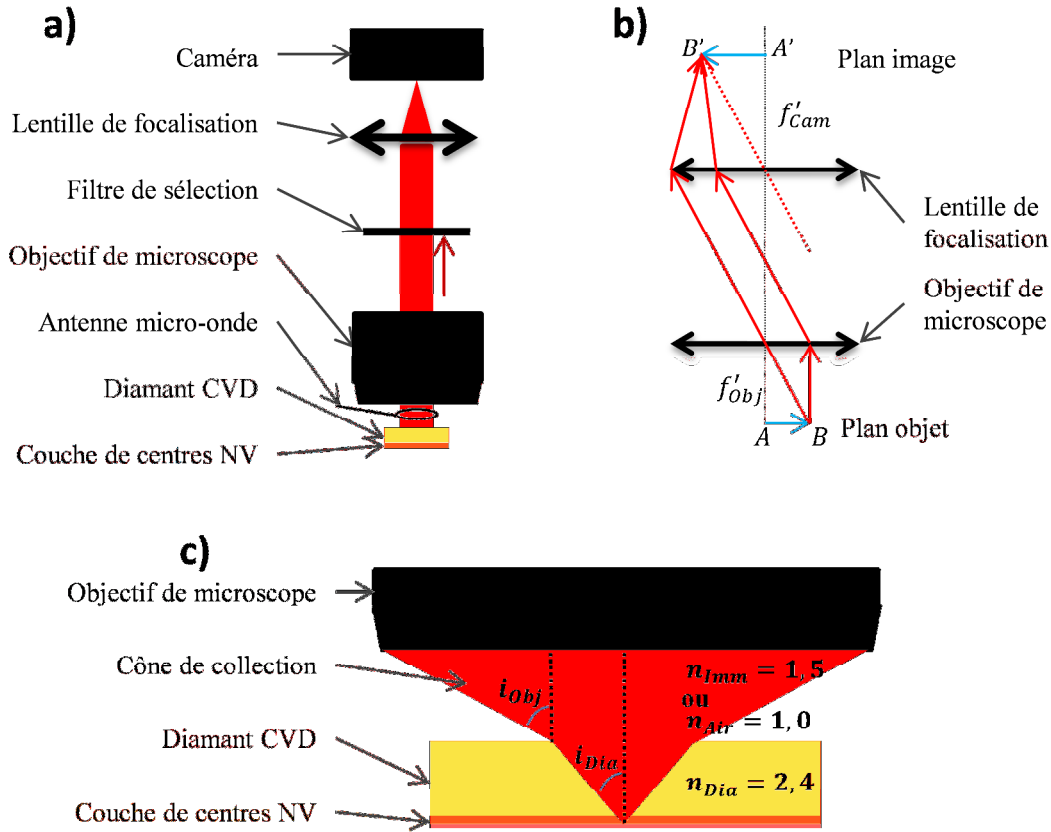 a)
Caméra
Lentille de focalisation
Filtre de sélection
Objectif de microscope
Antenne micro-onde
Diamant CVD
Couche de centres NV
b)
B'
A'
Plan image
f'Cam
Lentille de
focalisation
Objectif de
microscope
f'Obj
A
B
Plan objet
c)
Objectif de microscope
Cône de collection
Diamant CVD
Couche de centres NV
iObj
iDia
nImm = 1,5
ou
nAir = 1,0
nDia = 2,4